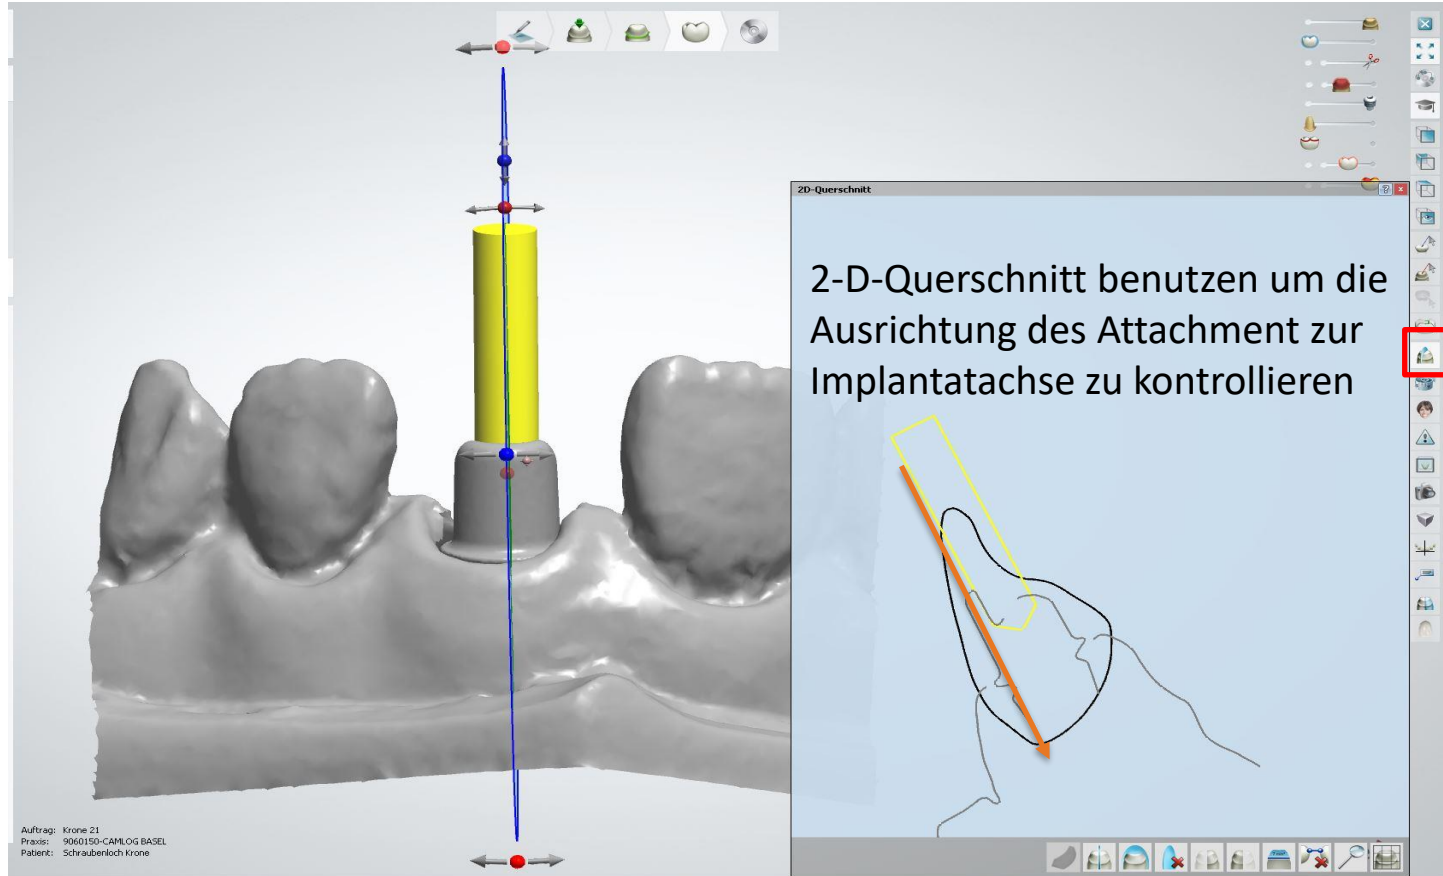 2D-Querschnitt
2-D-Querschnitt benutzen um die
Ausrichtung des Attachment zur
Implantatachse zu kontrollieren
Auftrag: Krone 21
Praxis: 9060150-CAMLOG BASEL
Patient: Schraubenloch Krone